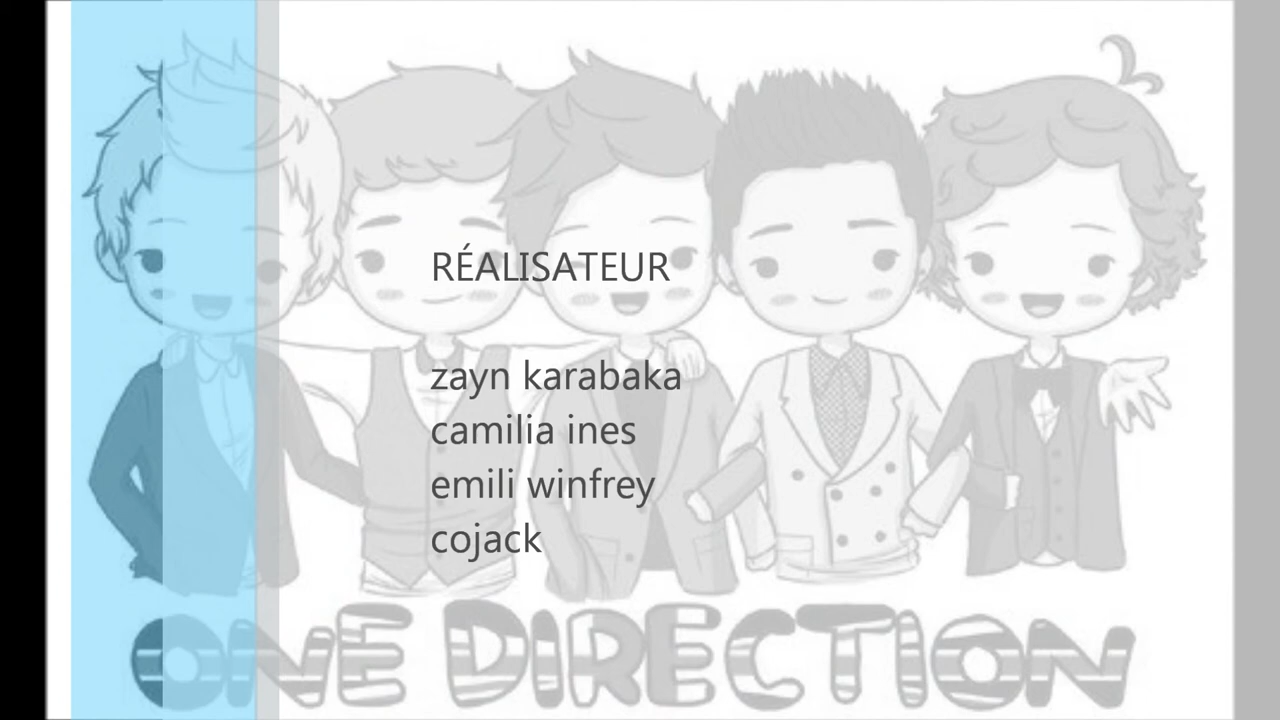 RÉALISATEUR
zayn karabaka
camilia ines
emili winfrey
cojack
ONE DIRECTION